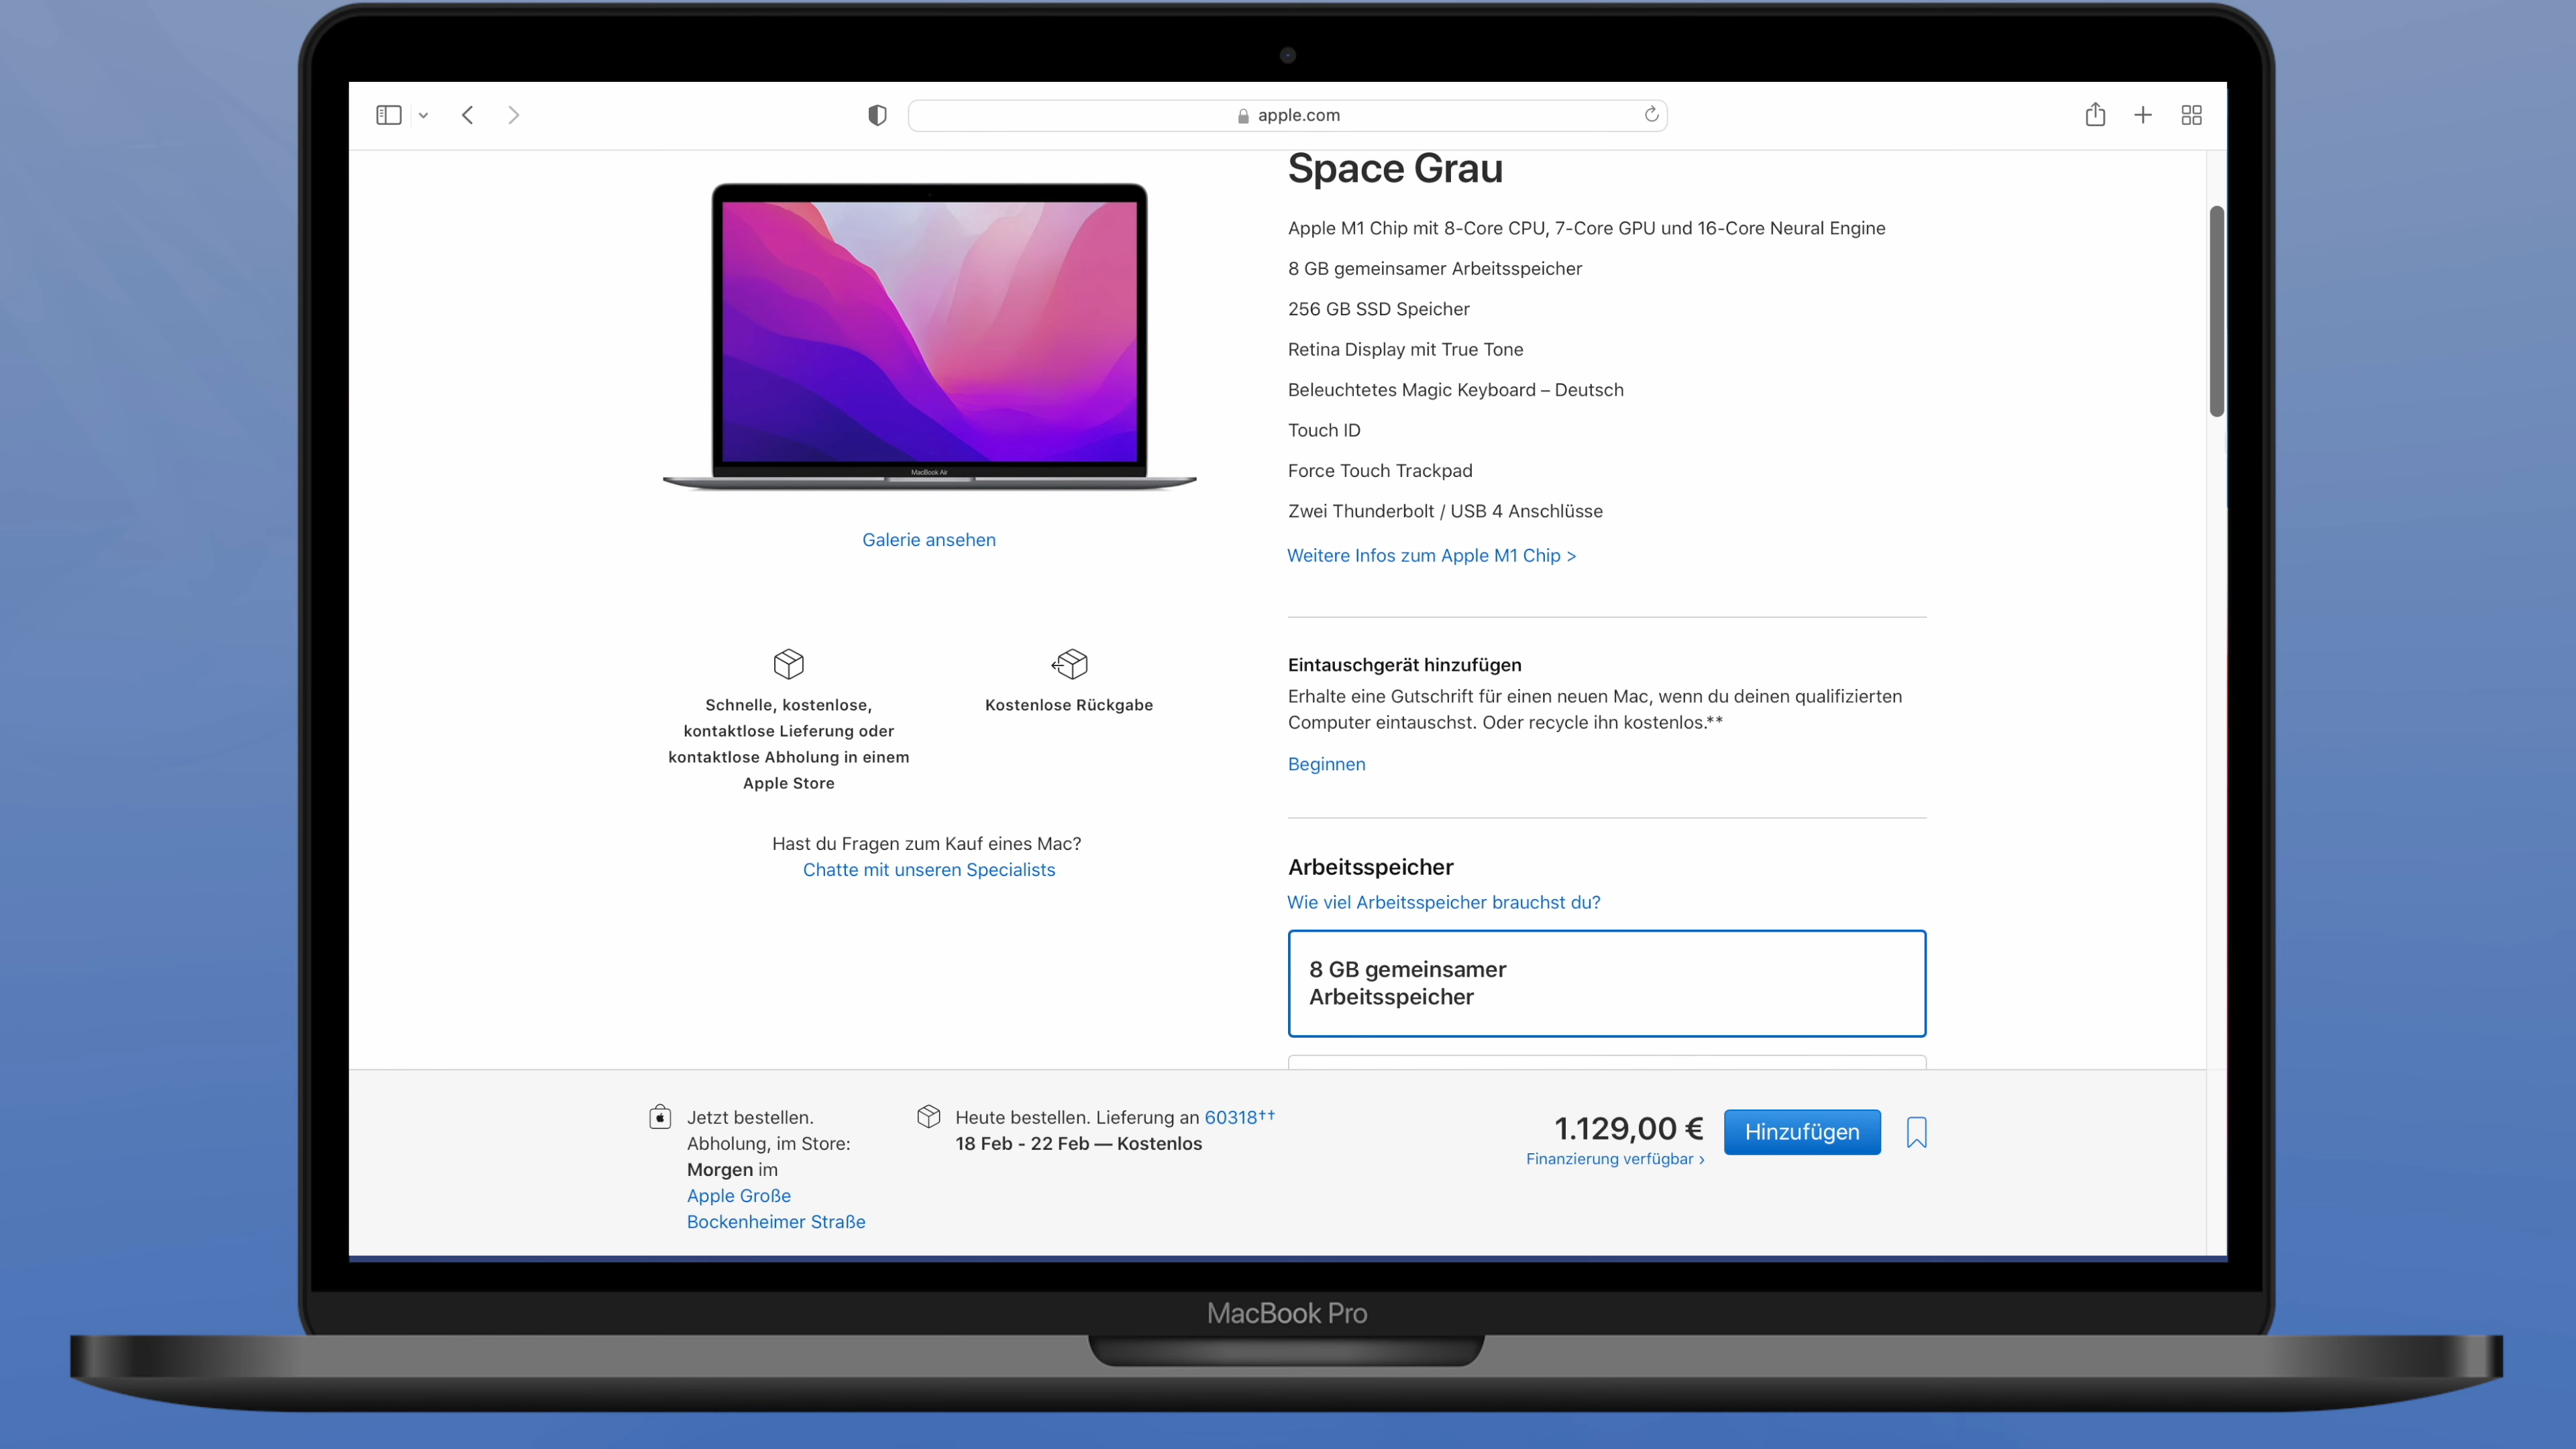 apple.com
Space Grau
Apple M1 Chip mit 8-Core CPU, 7-Core GPU und 16-Core Neural Engine
8 GB gemeinsamer Arbeitsspeicher
256 GB SSD Speicher
Retina Display mit True Tone
Beleuchtetes Magic Keyboard – Deutsch
Touch ID
Force Touch Trackpad
Zwei Thunderbolt / USB 4 Anschlüsse
Weitere Infos zum Apple M1 Chip >
MacBook Air
Galerie ansehen
Schnelle, kostenlose,
kontaktlose Lieferung oder
kontaktlose Abholung in einem
Apple Store
Kostenlose Rückgabe
Hast du Fragen zum Kauf eines Mac?
Chatte mit unseren Specialists
Eintauschgerät hinzufügen
Erhalte eine Gutschrift für einen neuen Mac, wenn du deinen qualifizierten
Computer eintauschst. Oder recycle ihn kostenlos.**
Beginnen
Arbeitsspeicher
Wie viel Arbeitsspeicher brauchst du?
8 GB gemeinsamer
Arbeitsspeicher
Jetzt bestellen.
Abholung, im Store:
Morgen im
Apple Große
Bockenheimer Straße
Heute bestellen. Lieferung an 60318††
18 Feb - 22 Feb — Kostenlos
1.129,00 €
Finanzierung verfügbar ›
Hinzufügen
MacBook Pro